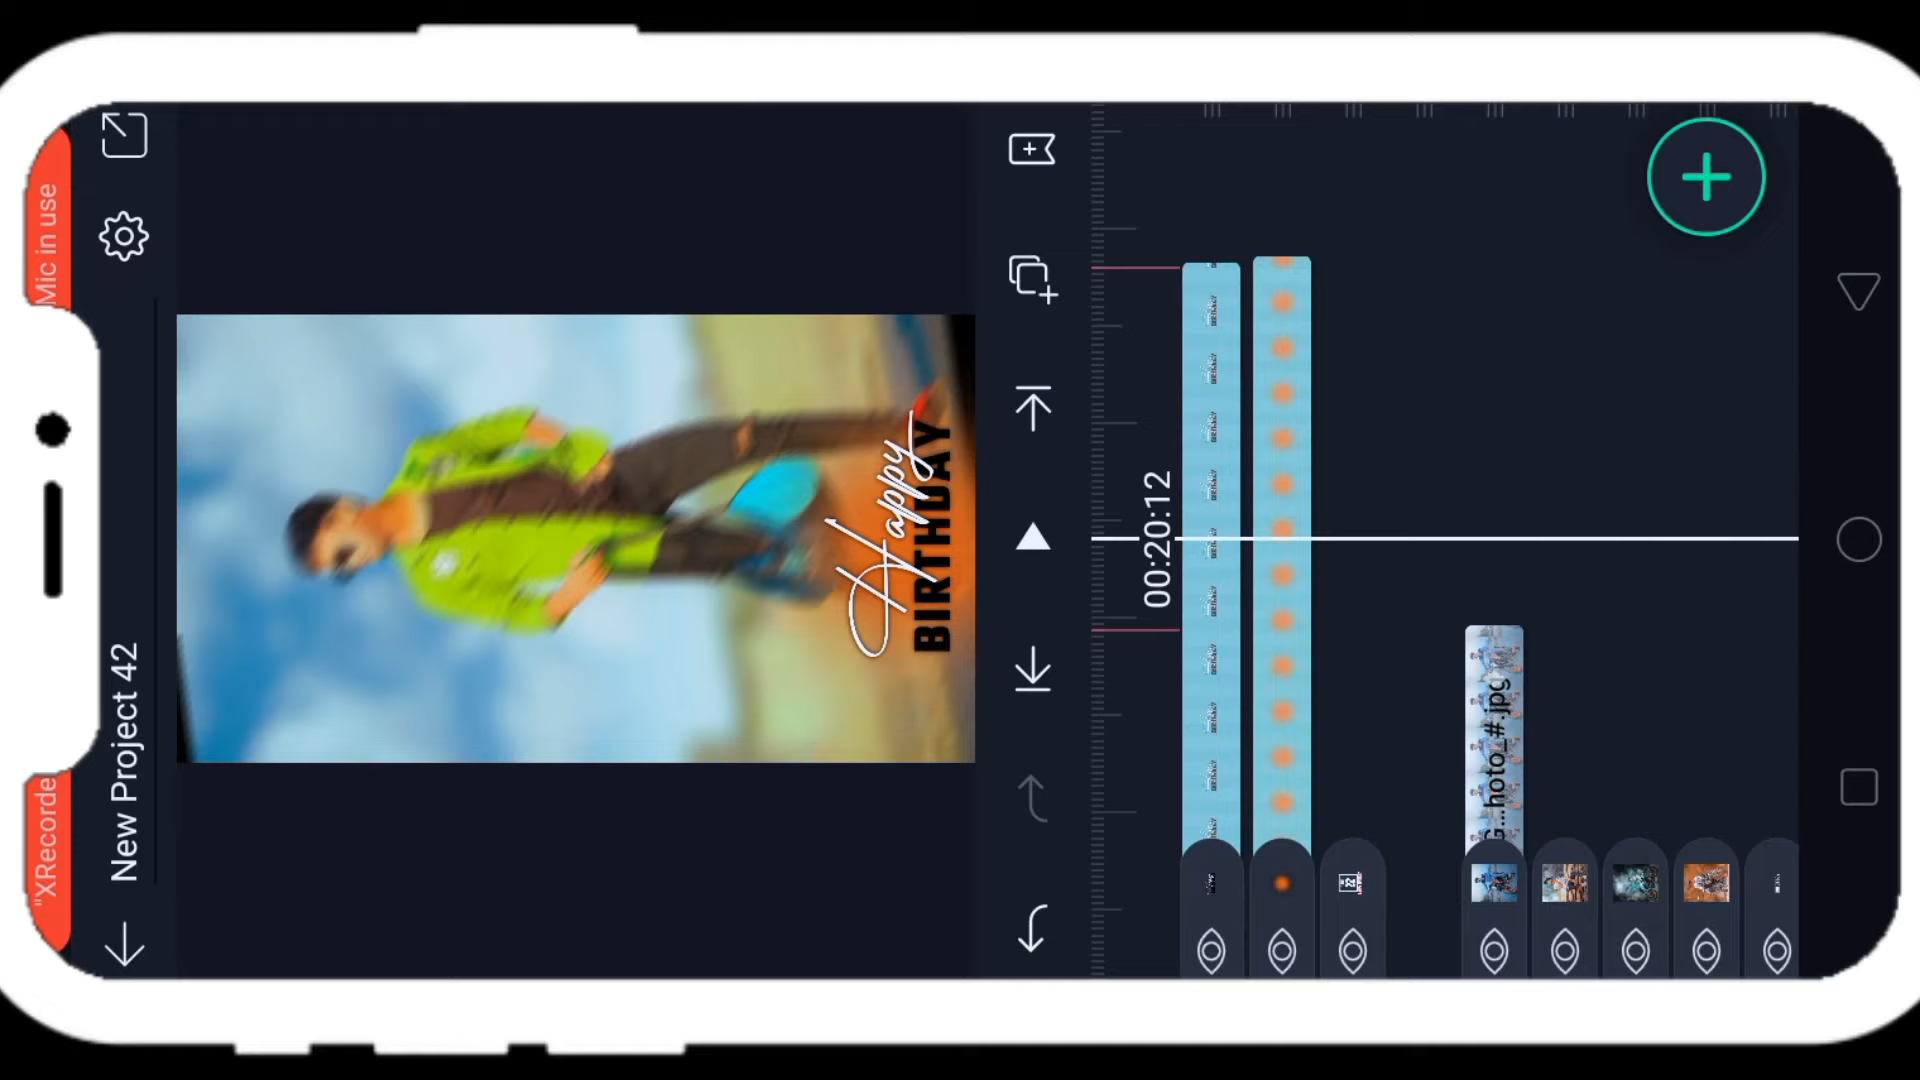 "XRecorde
Mic in use
New Project 42
Happy
BIRTHDAY
00:20:12
G...hoto_#.jpg